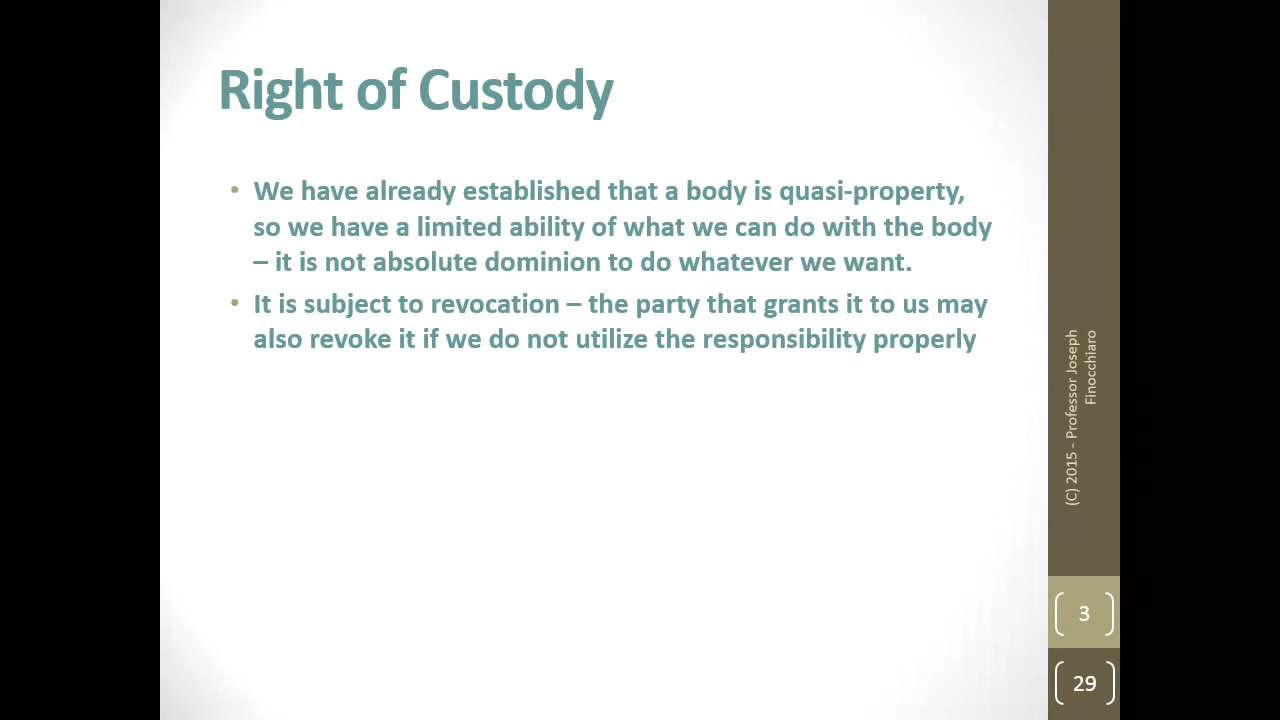 Right of Custody
• We have already established that a body is quasi-property,
so we have a limited ability of what we can do with the body
– it is not absolute dominion to do whatever we want.
• It is subject to revocation – the party that grants it to us may
also revoke it if we do not utilize the responsibility properly
(C) 2015 - Professor Joseph
Finocchiaro
3
29